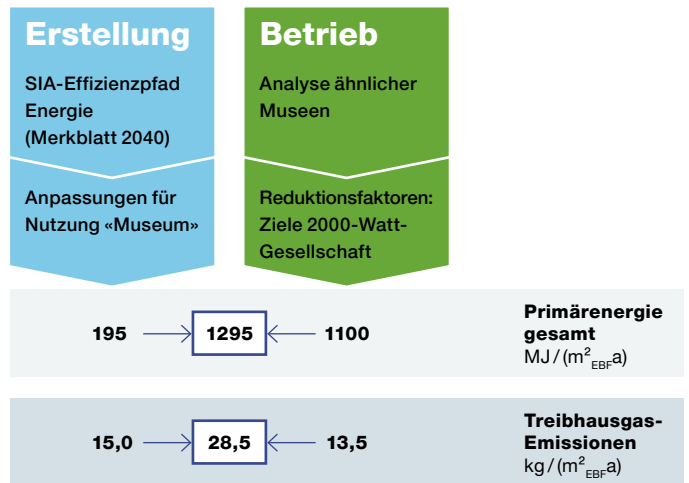 Erstellung
SIA-Effizienzpfad
Energie
(Merkblatt 2040)
Anpassungen für
Nutzung «Museum»
Betrieb
Analyse ähnlicher
Museen
Reduktionsfaktoren:
Ziele 2000-Watt-
Gesellschaft
195 1295 1100
Primärenergie
gesamt
MJ/(m²EBFa)
15,0 28,5 13,5
Treibhausgas-
Emissionen
kg/(m²EBFa)